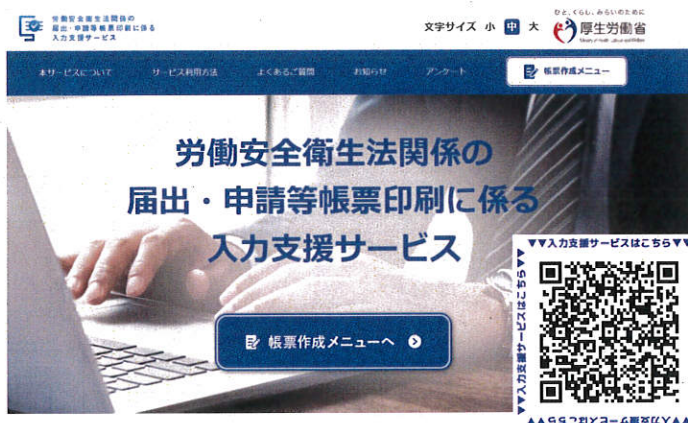 労働安全衛生法関係の
届出・申請等帳票印刷に係る
入力支援サービス
文字サイズ 小 中 大
ひと、くらし、みらいのために
厚生労働省
本サービスについて サービス利用方法 よくあるご質問 お知らせ アンケート 帳票作成メニュー
労働安全衛生法関係の
届出・申請等帳票印刷に係る
入力支援サービス
帳票作成メニューへ
▼▼入力支援サービスはこちら▼▼
▼▼入力支援サービスはこちら▼▼
▼▼入力支援サービスはこちら▼▼